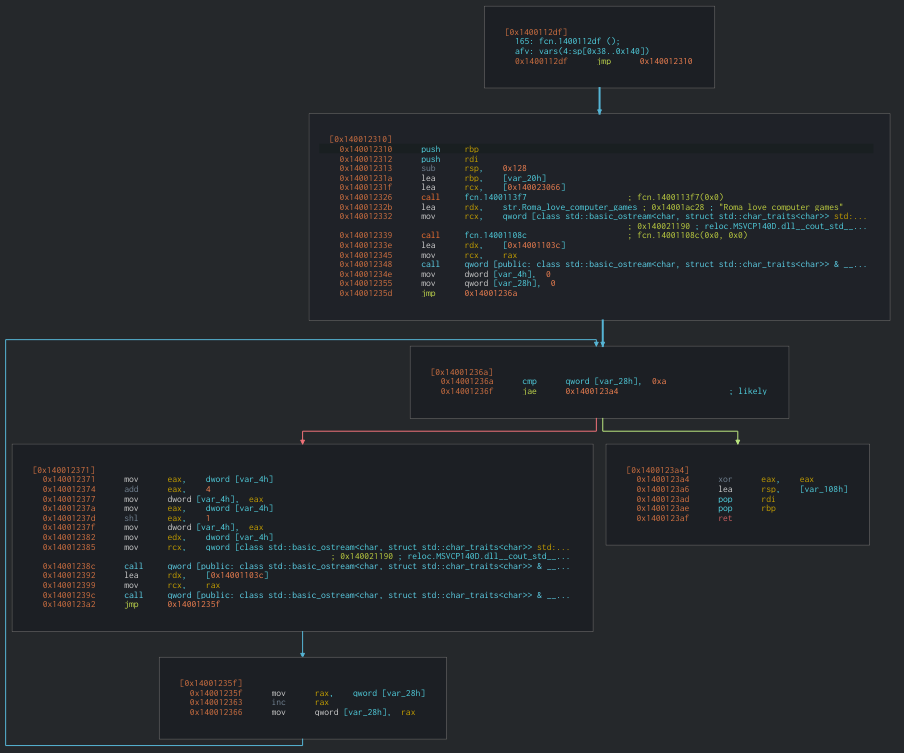 [0x1400112df]
165: fcn.1400112df ();
afv: vars(4:sp[0x38..0x140])
0x1400112df jmp 0x140012310
[0x140012310]
0x140012310 push rbp
0x140012312 push rdi
0x140012313 sub rsp, 0x128
0x14001231a lea rbp, [var_20h]
0x14001231f lea rcx, [0x140023066]
0x140012326 call fcn.1400113f7 ; fcn.1400113f7(0x0)
0x14001232b lea rdx, str.Roma_love_computer_games ; 0x14001ac28 ; "Roma love computer games"
0x140012332 mov rcx, qword [class std::basic_ostream<char, struct std::char_traits<char>> std:...
; 0x140021190 ; reloc.MSVCP140D.dll__cout_std__...
0x140012339 call fcn.14001108c ; fcn.14001108c(0x0, 0x0)
0x14001233e lea rdx, [0x14001103c]
0x140012345 mov rcx, rax
0x140012348 call qword [public: class std::basic_ostream<char, struct std::char_traits<char>> & __...
0x14001234e mov dword [var_4h], 0
0x140012355 mov qword [var_28h], 0
0x14001235d jmp 0x14001236a
[0x14001236a]
0x14001236a cmp qword [var_28h], 0xa
0x14001236f jae 0x1400123a4 ; likely
[0x140012371]
0x140012371 mov eax, dword [var_4h]
0x140012374 add eax, 4
0x140012377 mov dword [var_4h], eax
0x14001237a mov eax, dword [var_4h]
0x14001237d shl eax, 1
0x14001237f mov dword [var_4h], eax
0x140012382 mov edx, dword [var_4h]
0x140012385 mov rcx, qword [class std::basic_ostream<char, struct std::char_traits<char>> std:...
; 0x140021190 ; reloc.MSVCP140D.dll__cout_std__...
0x14001238c call qword [public: class std::basic_ostream<char, struct std::char_traits<char>> & __...
0x140012392 lea rdx, [0x14001103c]
0x140012399 mov rcx, rax
0x14001239c call qword [public: class std::basic_ostream<char, struct std::char_traits<char>> & __...
0x1400123a2 jmp 0x14001235f
[0x1400123a4]
0x1400123a4 xor eax, eax
0x1400123a6 lea rsp, [var_108h]
0x1400123ad pop rdi
0x1400123ae pop rbp
0x1400123af ret
[0x14001235f]
0x14001235f mov rax, qword [var_28h]
0x140012363 inc rax
0x140012366 mov qword [var_28h], rax